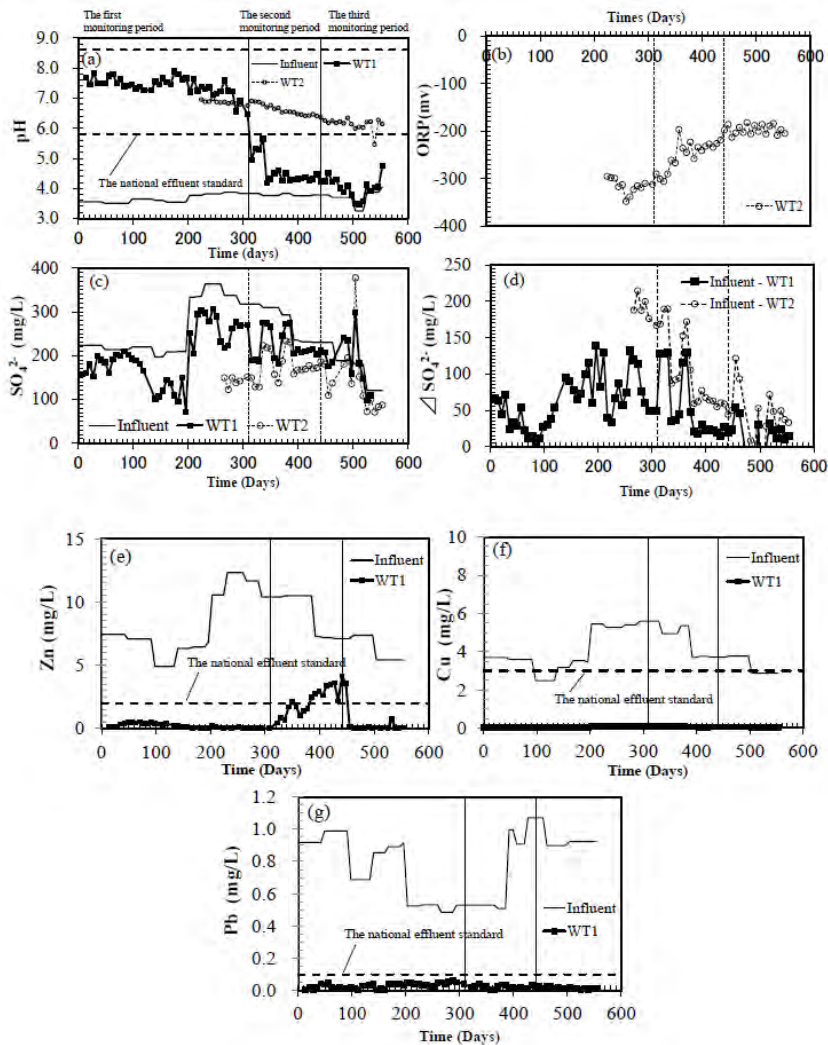 The first monitoring period
The second monitoring period
The third monitoring period
(a)
pH
9.0
8.0
7.0
6.0
5.0
4.0
3.0
Influent
WT1
WT2
The national effluent standard
0 100 200 300 400 500 600
Time (days)
Times (Days)
0 100 200 300 400 500 600
(b)
ORP(mv)
0
-100
-200
-300
-400
WT2
(c)
SO₄²⁻ (mg/L)
400
300
200
100
0
Influent
WT1
WT2
0 100 200 300 400 500 600
Time (Days)
(d)
⊿ SO₄²⁻ (mg/L)
250
200
150
100
50
0
Influent - WT1
Influent - WT2
0 100 200 300 400 500 600
Time (Days)
(e)
Zn (mg/L)
15
10
5
0
Influent
WT1
The national effluent standard
0 100 200 300 400 500 600
Time (Days)
(f)
Cu (mg/L)
10
8
6
4
2
0
Influent
WT1
The national effluent standard
0 100 200 300 400 500 600
Time (Days)
(g)
Pb (mg/L)
1.2
1.0
0.8
0.6
0.4
0.2
0.0
Influent
WT1
The national effluent standard
0 100 200 300 400 500 600
Time (Days)